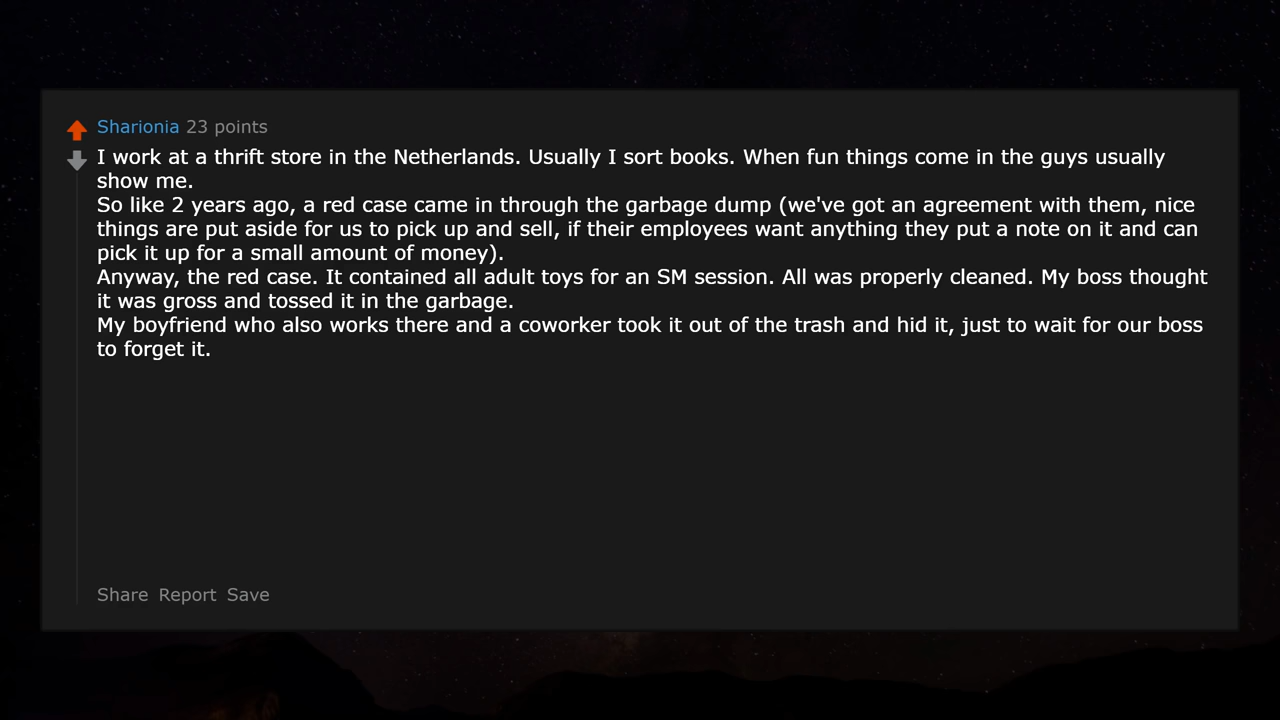 Sharionia 23 points
I work at a thrift store in the Netherlands. Usually I sort books. When fun things come in the guys usually
show me.
So like 2 years ago, a red case came in through the garbage dump (we've got an agreement with them, nice
things are put aside for us to pick up and sell, if their employees want anything they put a note on it and can
pick it up for a small amount of money).
Anyway, the red case. It contained all adult toys for an SM session. All was properly cleaned. My boss thought
it was gross and tossed it in the garbage.
My boyfriend who also works there and a coworker took it out of the trash and hid it, just to wait for our boss
to forget it.
Share Report Save